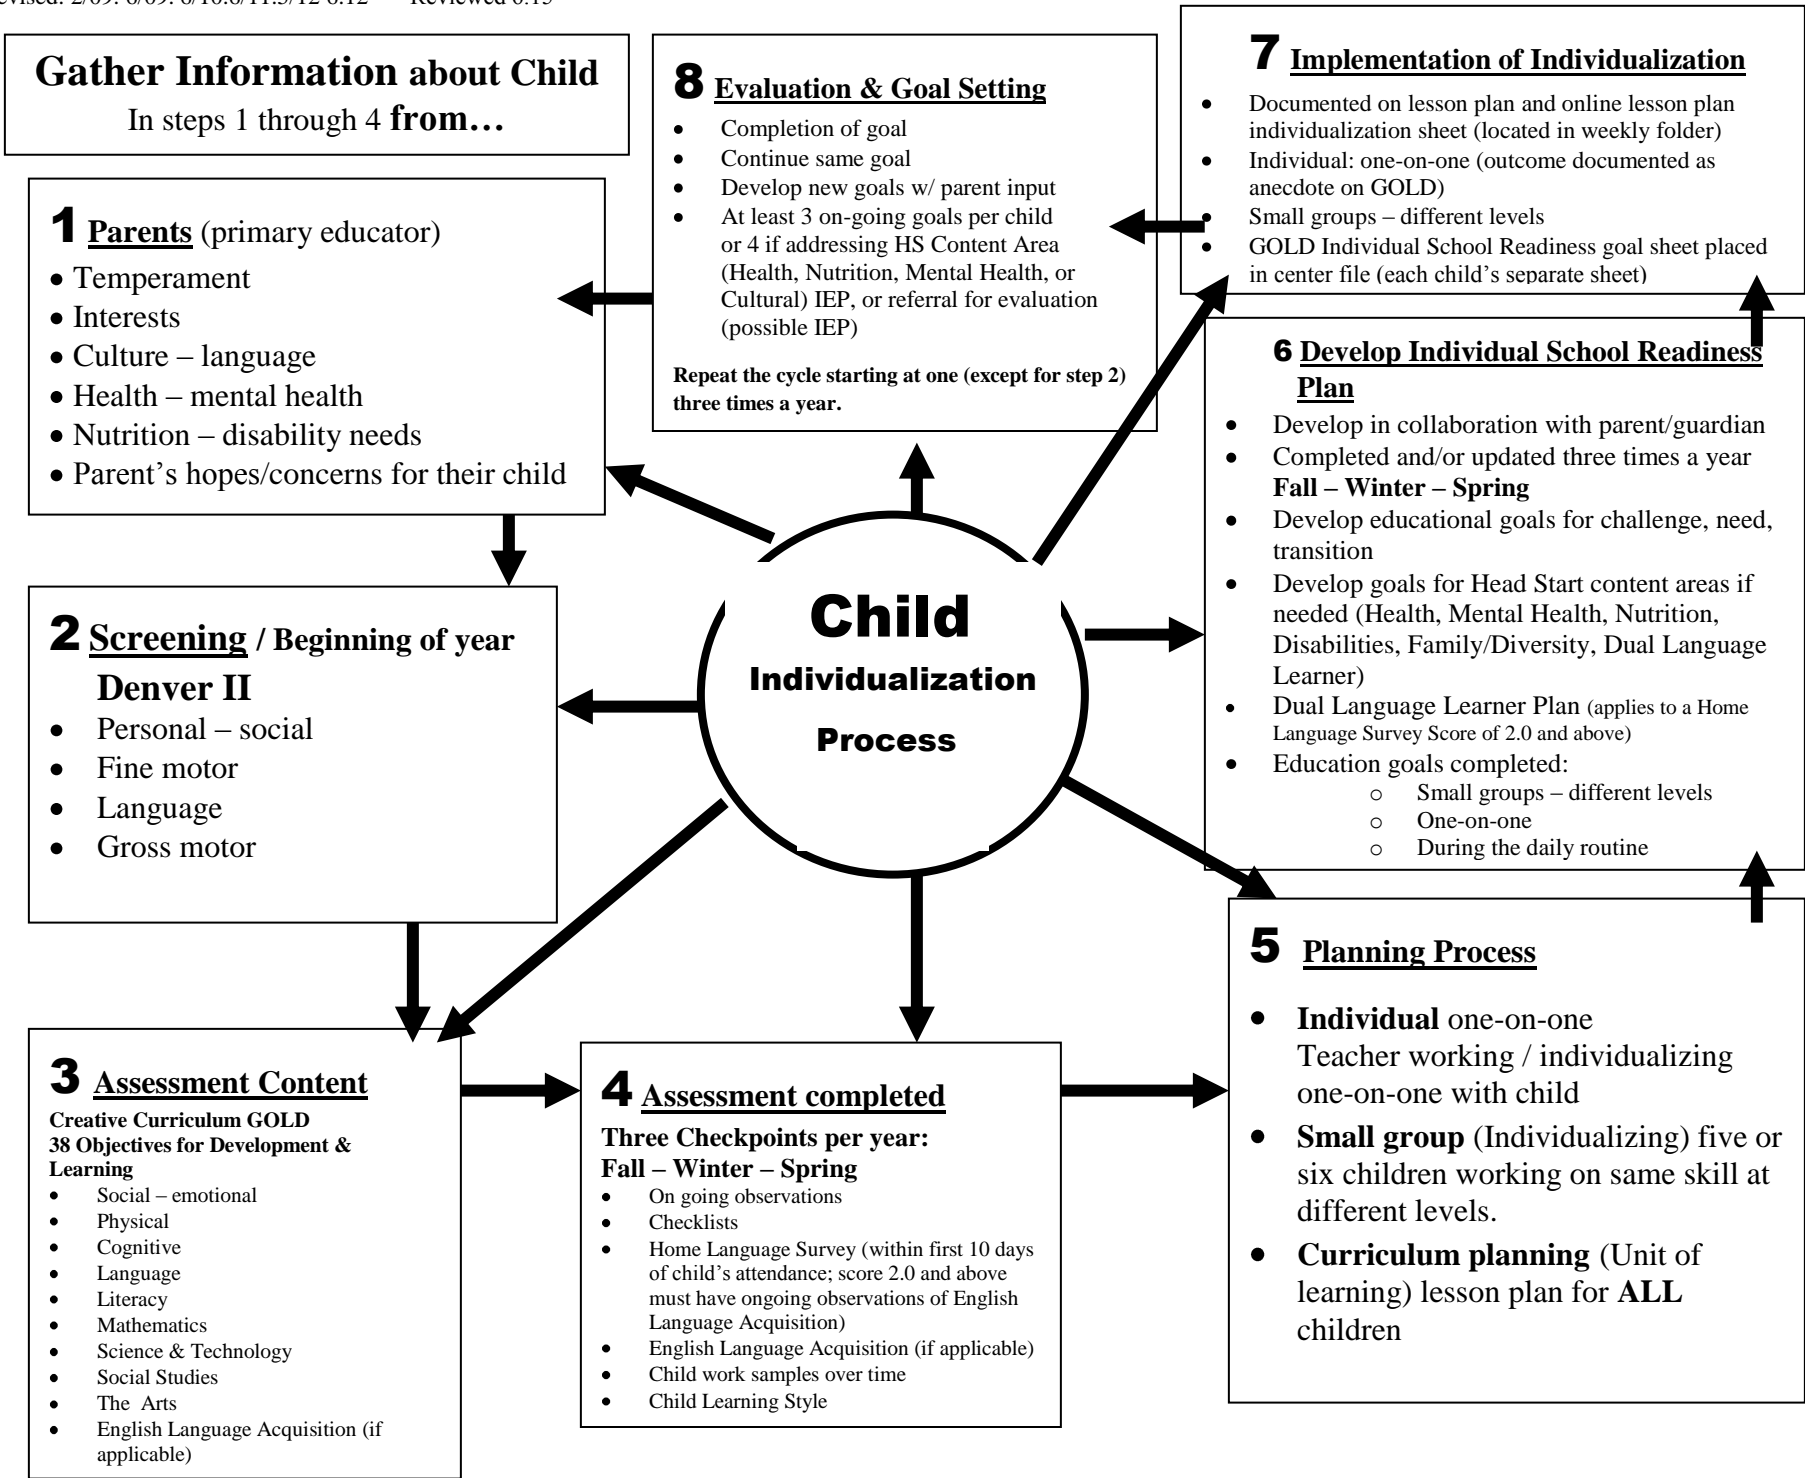 Gather Information about Child
In steps 1 through 4 from…
1 Parents (primary educator)
• Temperament
• Interests
• Culture – language
• Health – mental health
• Nutrition – disability needs
• Parent’s hopes/concerns for their child
2 Screening / Beginning of year
Denver II
• Personal – social
• Fine motor
• Language
• Gross motor
3 Assessment Content
Creative Curriculum GOLD
38 Objectives for Development &
Learning
• Social – emotional
• Physical
• Cognitive
• Language
• Literacy
• Mathematics
• Science & Technology
• Social Studies
• The Arts
• English Language Acquisition (if
applicable)
4 Assessment completed
Three Checkpoints per year:
Fall – Winter – Spring
• On going observations
• Checklists
• Home Language Survey (within first 10 days
of child’s attendance; score 2.0 and above
must have ongoing observations of English
Language Acquisition)
• English Language Acquisition (if applicable)
• Child work samples over time
• Child Learning Style
5 Planning Process
• Individual one-on-one
Teacher working / individualizing
one-on-one with child
• Small group (Individualizing) five or
six children working on same skill at
different levels.
• Curriculum planning (Unit of
learning) lesson plan for ALL
children
6 Develop Individual School Readiness
Plan
• Develop in collaboration with parent/guardian
• Completed and/or updated three times a year
Fall – Winter – Spring
• Develop educational goals for challenge, need,
transition
• Develop goals for Head Start content areas if
needed (Health, Mental Health, Nutrition,
Disabilities, Family/Diversity, Dual Language
Learner)
• Dual Language Learner Plan (applies to a Home
Language Survey Score of 2.0 and above)
• Education goals completed:
o Small groups – different levels
o One-on-one
o During the daily routine
7 Implementation of Individualization
• Documented on lesson plan and online lesson plan
individualization sheet (located in weekly folder)
• Individual: one-on-one (outcome documented as
anecdote on GOLD)
• Small groups – different levels
• GOLD Individual School Readiness goal sheet placed
in center file (each child’s separate sheet)
8 Evaluation & Goal Setting
• Completion of goal
• Continue same goal
• Develop new goals w/ parent input
• At least 3 on-going goals per child
or 4 if addressing HS Content Area
(Health, Nutrition, Mental Health, or
Cultural) IEP, or referral for evaluation
(possible IEP)
Repeat the cycle starting at one (except for step 2)
three times a year.
Child
Individualization
Process